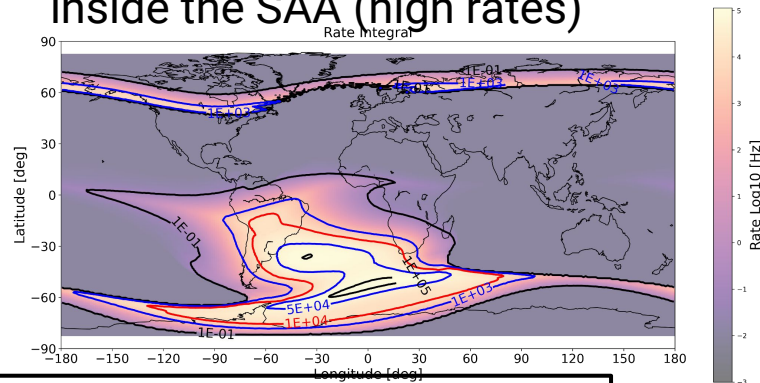 inside the SAA (high rates)
Rate Integral
90
60
30
0
−30
−60
−90
Latitude [deg]
−180 −150 −120 −90 −60 −30 0 30 60 90 120 150 180
Longitude [deg]
1E-01
1E+03
1E+03
1E+03
1E-01
1E+05
5E+04
1E+03
1E+04
1E-01
5
4
3
2
1
0
−1
−2
−3
Rate Log10 [Hz]